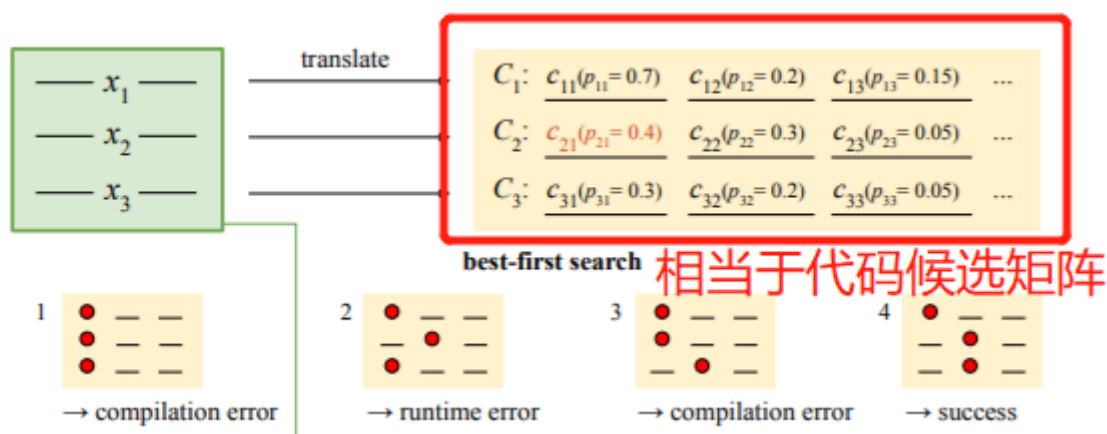 x₁ translate C₁: c₁₁(p₁₁= 0.7) c₁₂(p₁₂= 0.2) c₁₃(p₁₃= 0.15) ...
x₂ C₂: c₂₁(p₂₁= 0.4) c₂₂(p₂₂= 0.3) c₂₃(p₂₃= 0.05) ...
x₃ C₃: c₃₁(p₃₁= 0.3) c₃₂(p₃₂= 0.2) c₃₃(p₃₃= 0.05) ...
best-first search 相当于代码候选矩阵
1 2 3 4
→ compilation error → runtime error → compilation error → success